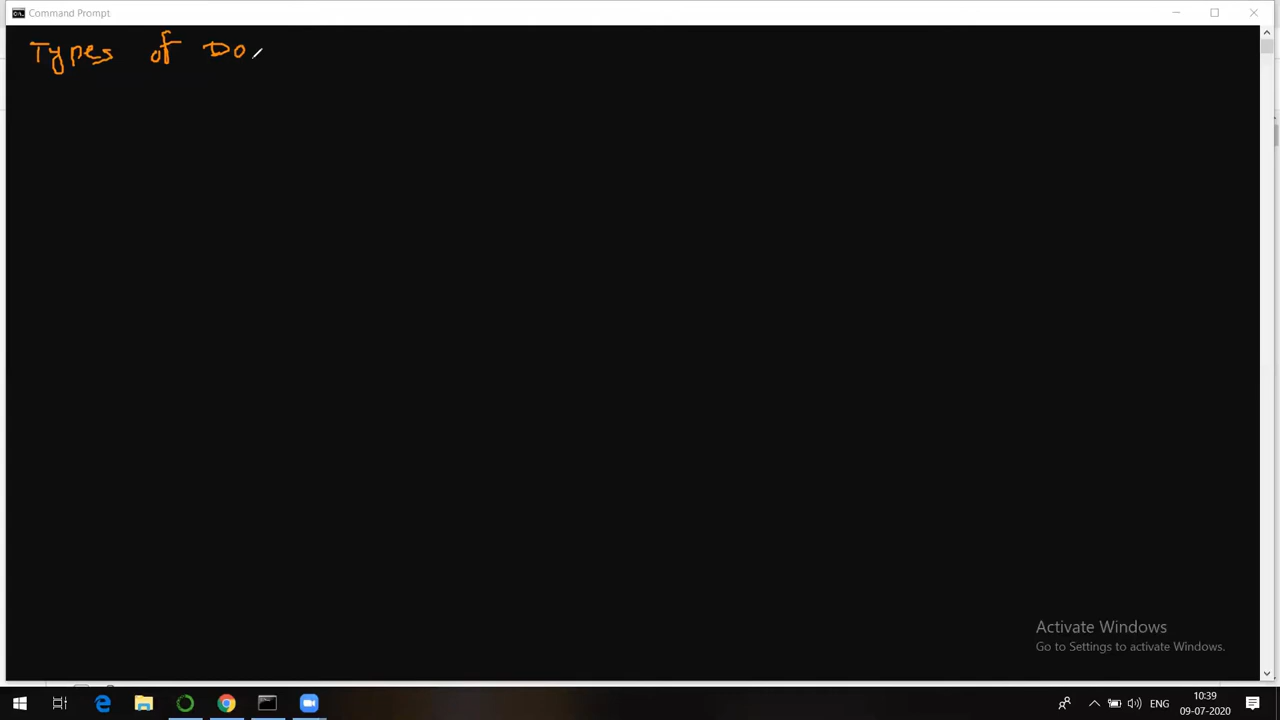 Command Prompt
Types of Do
Activate Windows
Go to Settings to activate Windows.
ENG
10:39
09-07-2020